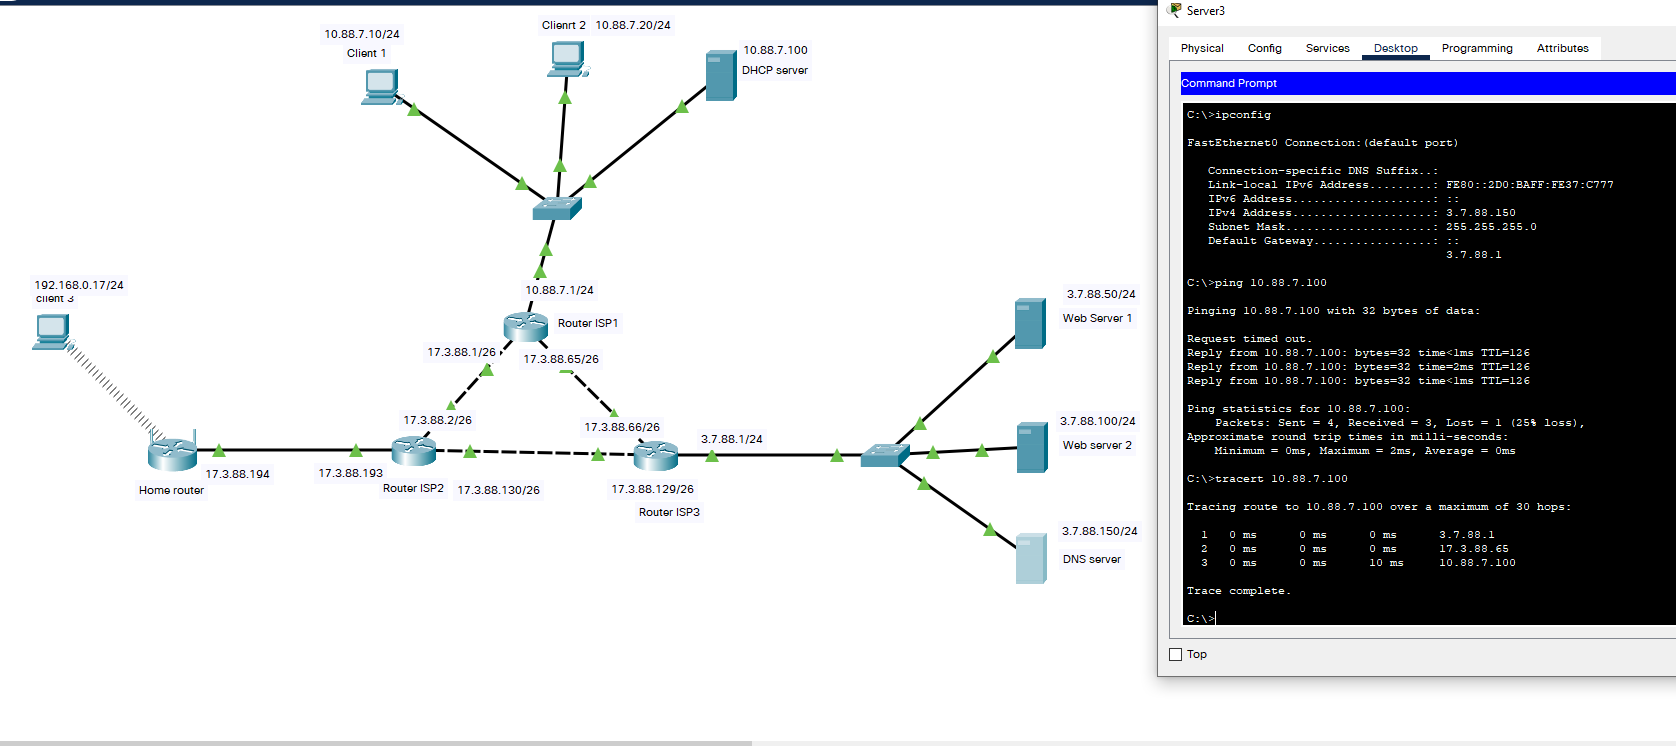 Server3
Physical Config Services Desktop Programming Attributes
Command Prompt
C:\>ipconfig
FastEthernet0 Connection:(default port)
Connection-specific DNS Suffix..:
Link-local IPv6 Address.........: FE80::2D0:BAFF:FE37:C777
IPv6 Address....................: ::
IPv4 Address....................: 3.7.88.150
Subnet Mask.....................: 255.255.255.0
Default Gateway.................: ::
3.7.88.1
C:\>ping 10.88.7.100
Pinging 10.88.7.100 with 32 bytes of data:
Request timed out.
Reply from 10.88.7.100: bytes=32 time<1ms TTL=126
Reply from 10.88.7.100: bytes=32 time=2ms TTL=126
Reply from 10.88.7.100: bytes=32 time<1ms TTL=126
Ping statistics for 10.88.7.100:
Packets: Sent = 4, Received = 3, Lost = 1 (25% loss),
Approximate round trip times in milli-seconds:
Minimum = 0ms, Maximum = 2ms, Average = 0ms
C:\>tracert 10.88.7.100
Tracing route to 10.88.7.100 over a maximum of 30 hops:
1 0 ms 0 ms 0 ms 3.7.88.1
2 0 ms 0 ms 0 ms 17.3.88.65
3 0 ms 0 ms 10 ms 10.88.7.100
Trace complete.
C:\>
Top
10.88.7.10/24
Client 1
Clienrt 2 10.88.7.20/24
10.88.7.100
DHCP server
192.168.0.17/24
client 3
10.88.7.1/24
Router ISP1
17.3.88.1/26
17.3.88.65/26
17.3.88.2/26
17.3.88.66/26
3.7.88.1/24
17.3.88.194
Home router
17.3.88.193
Router ISP2
17.3.88.130/26
17.3.88.129/26
Router ISP3
3.7.88.50/24
Web Server 1
3.7.88.100/24
Web server 2
3.7.88.150/24
DNS server